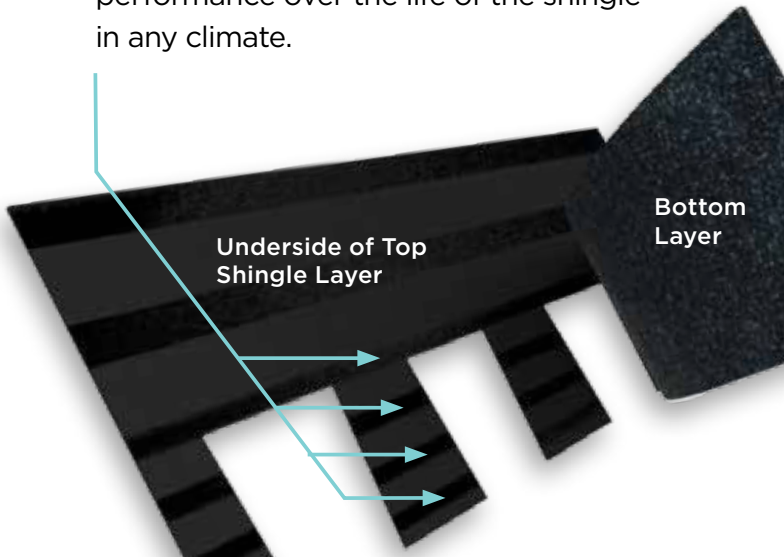 performance over the life of the shingle
in any climate.
Underside of Top
Shingle Layer
Bottom
Layer